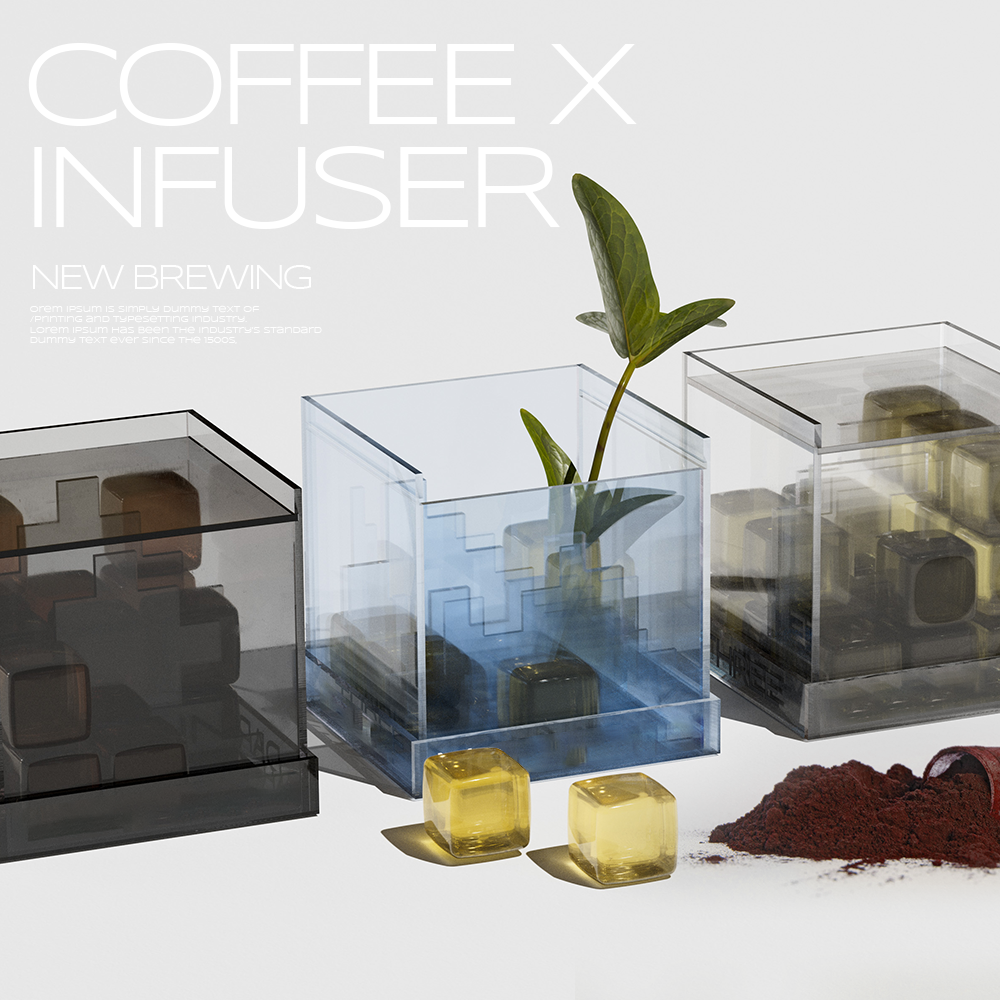 COFFEE X
INFUSER
NEW BREWING
orem ipsum is simply dummy text of
/printing and typesetting industry.
Lorem Ipsum has been the industry's standard
dummy text ever since the 1500s.